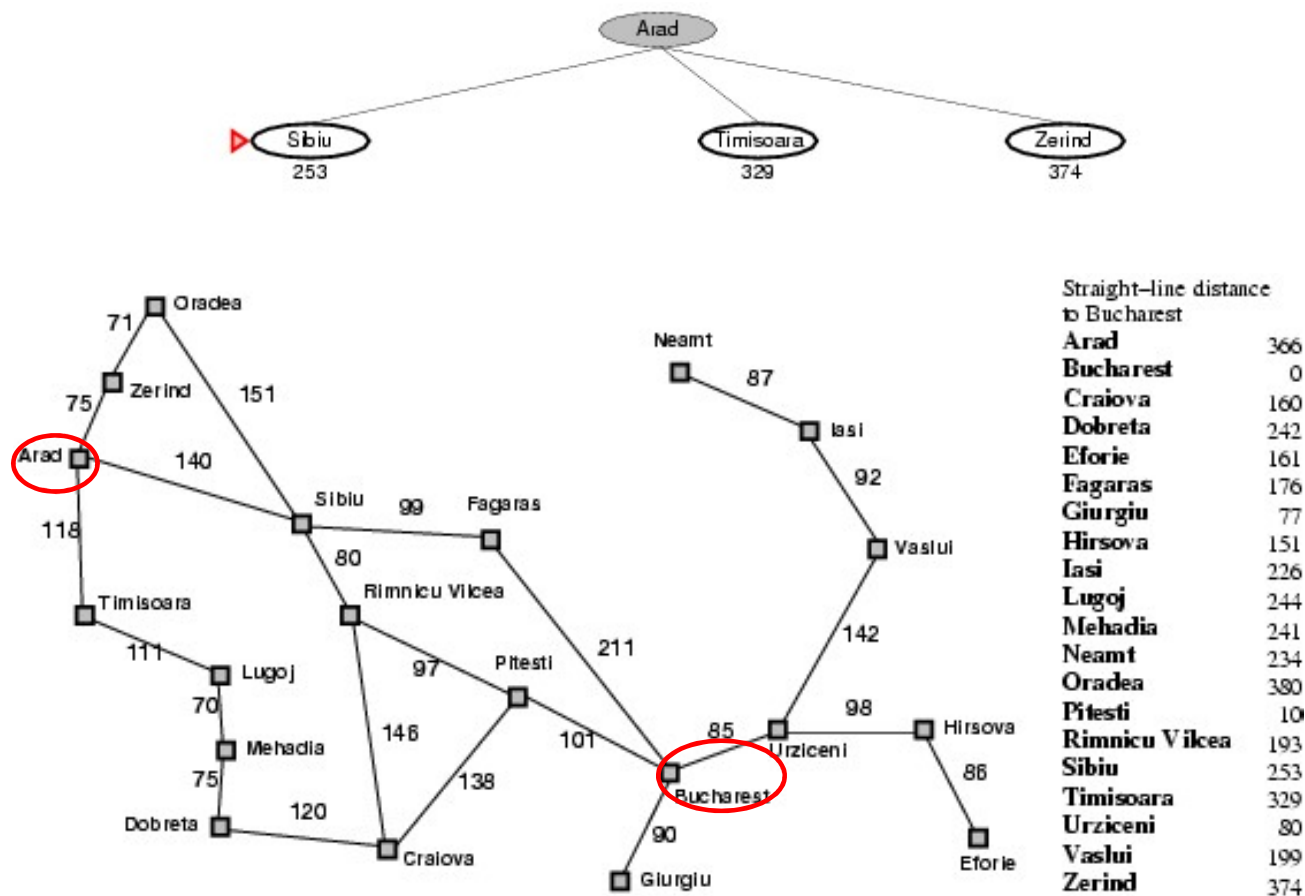 Arad
Sibiu
Timisoara
Zerind
253
329
374
Oradea
71
Zerind
75
151
Arad
140
Sibiu
99
Fagaras
118
80
Rimnicu Vilcea
Timisoara
111
Lugoj
97
Pitesti
211
70
Mehadia
146
101
75
138
Dobreta
120
Craiova
Neamt
87
Iasi
92
Vaslui
142
98
Hirsova
85
Urziceni
86
Bucharest
90
Giurgiu
Eforie
Straight–line distance
to Bucharest
Arad 366
Bucharest 0
Craiova 160
Dobreta 242
Eforie 161
Fagaras 176
Giurgiu 77
Hirsova 151
Iasi 226
Lugoj 244
Mehadia 241
Neamt 234
Oradea 380
Pitesti 10
Rimnicu Vilcea 193
Sibiu 253
Timisoara 329
Urziceni 80
Vaslui 199
Zerind 374